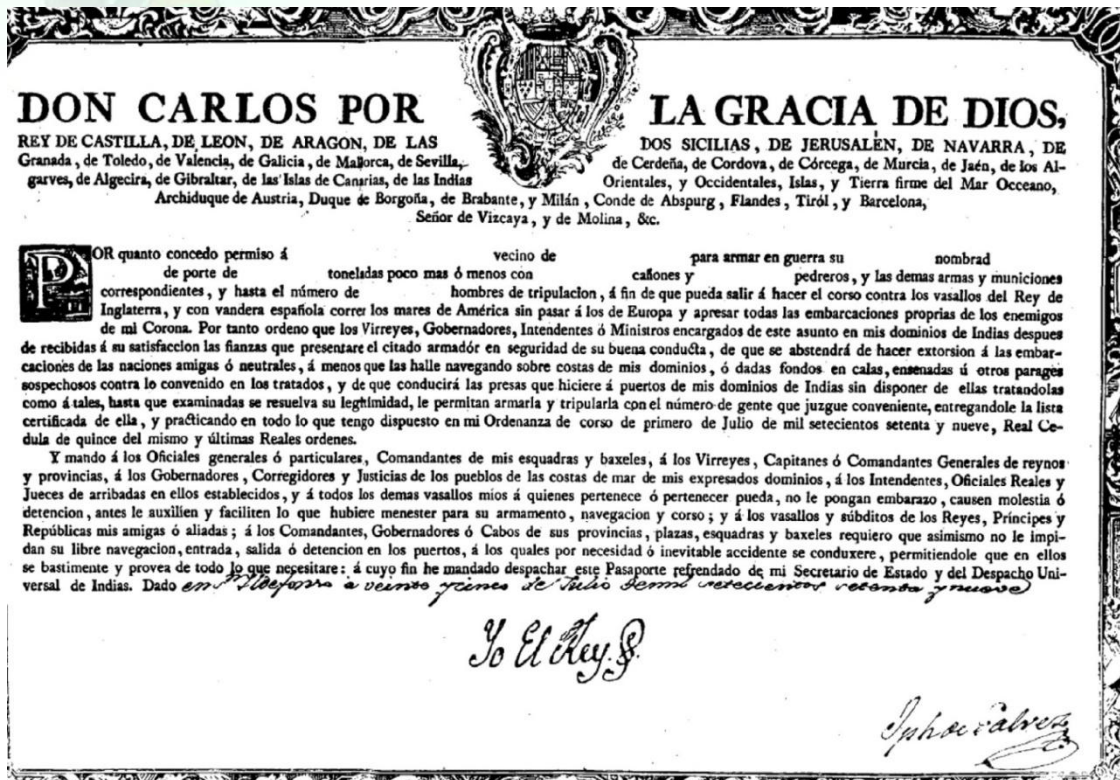 DON CARLOS POR LA GRACIA DE DIOS,
REY DE CASTILLA, DE LEON, DE ARAGON, DE LAS DOS SICILIAS, DE JERUSALÉN, DE NAVARRA, DE
Granada, de Toledo, de Valencia, de Galicia, de Mallorca, de Sevilla, de Cerdeña, de Cordova, de Córcega, de Murcia, de Jaén, de los Al-
garves, de Algecira, de Gibraltar, de las Islas de Canarias, de las Indias Orientales, y Occidentales, Islas, y Tierra firme del Mar Occeano,
Archiduque de Austria, Duque de Borgoña, de Brabante, y Milán, Conde de Abspurg, Flandes, Tiról, y Barcelona,
Señor de Vizcaya, y de Molina, &c.
POR quanto concedo permiso á vecino de para armar en guerra su nombrad
de porte de toneladas poco mas ó menos con cañones y pedreros, y las demas armas y municiones
correspondientes, y hasta el número de hombres de tripulacion, á fin de que pueda salir á hacer el corso contra los vasallos del Rey de
Inglaterra, y con vandera española correr los mares de América sin pasar á los de Europa y apresar todas las embarcaciones proprias de los enemigos
de mi Corona. Por tanto ordeno que los Virreyes, Gobernadores, Intendentes ó Ministros encargados de este asunto en mis dominios de Indias despues
de recibidas á su satisfaccion las fianzas que presentare el citado armadór en seguridad de su buena conducta, de que se abstendrá de hacer extorsion á las embar-
caciones de las naciones amigas ó neutrales, á menos que las halle navegando sobre costas de mis dominios, ó dadas fondos en calas, ensenadas ú otros parages
sospechosos contra lo convenido en los tratados, y de que conducirá las presas que hiciere á puertos de mis dominios de Indias sin disponer de ellas tratandolas
como á tales, hasta que examinadas se resuelva su legitimidad, le permitan armarla y tripularla con el número de gente que juzgue conveniente, entregandole la lista
certificada de ella, y practicando en todo lo que tengo dispuesto en mi Ordenanza de corso de primero de Julio de mil setecientos setenta y nueve, Real Ce-
dula de quince del mismo y últimas Reales ordenes.
Y mando á los Oficiales generales ó particulares, Comandantes de mis esquadras y baxeles, á los Virreyes, Capitanes ó Comandantes Generales de reynos
y provincias, á los Gobernadores, Corregidores y Justicias de los pueblos de las costas de mar de mis expresados dominios, á los Intendentes, Oficiales Reales y
Jueces de arribadas en ellos establecidos, y á todos los demas vasallos mios á quienes pertenece ó pertenecer pueda, no le pongan embarazo, causen molestia ó
detencion, antes le auxilien y faciliten lo que hubiere menester para su armamento, navegacion y corso; y á los vasallos y súbditos de los Reyes, Príncipes y
Repúblicas mis amigas ó aliadas; á los Comandantes, Gobernadores ó Cabos de sus provincias, plazas, esquadras y baxeles requiero que asimismo no le impi-
dan su libre navegacion, entrada, salida ó detencion en los puertos, á los quales por necesidad ó inevitable accidente se conduxere, permitiendole que en ellos
se bastimente y provea de todo lo que necesitare: á cuyo fin he mandado despachar este Pasaporte refrendado de mi Secretario de Estado y del Despacho Uni-
versal de Indias. Dado en Sn Ildefonso a veinte y cinco de Julio de mil setecientos setenta y nueve
Yo El Rey.
Jph de Galvez